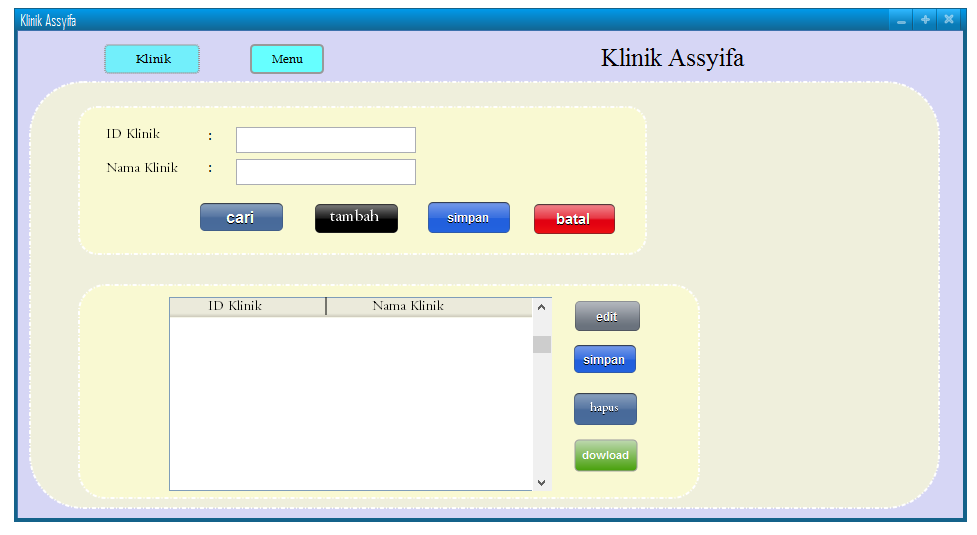 Klinik Assyifa
Klinik Menu Klinik Assyifa
ID Klinik :
Nama Klinik :
cari tambah simpan batal
ID Klinik Nama Klinik
edit
simpan
hapus
dowload